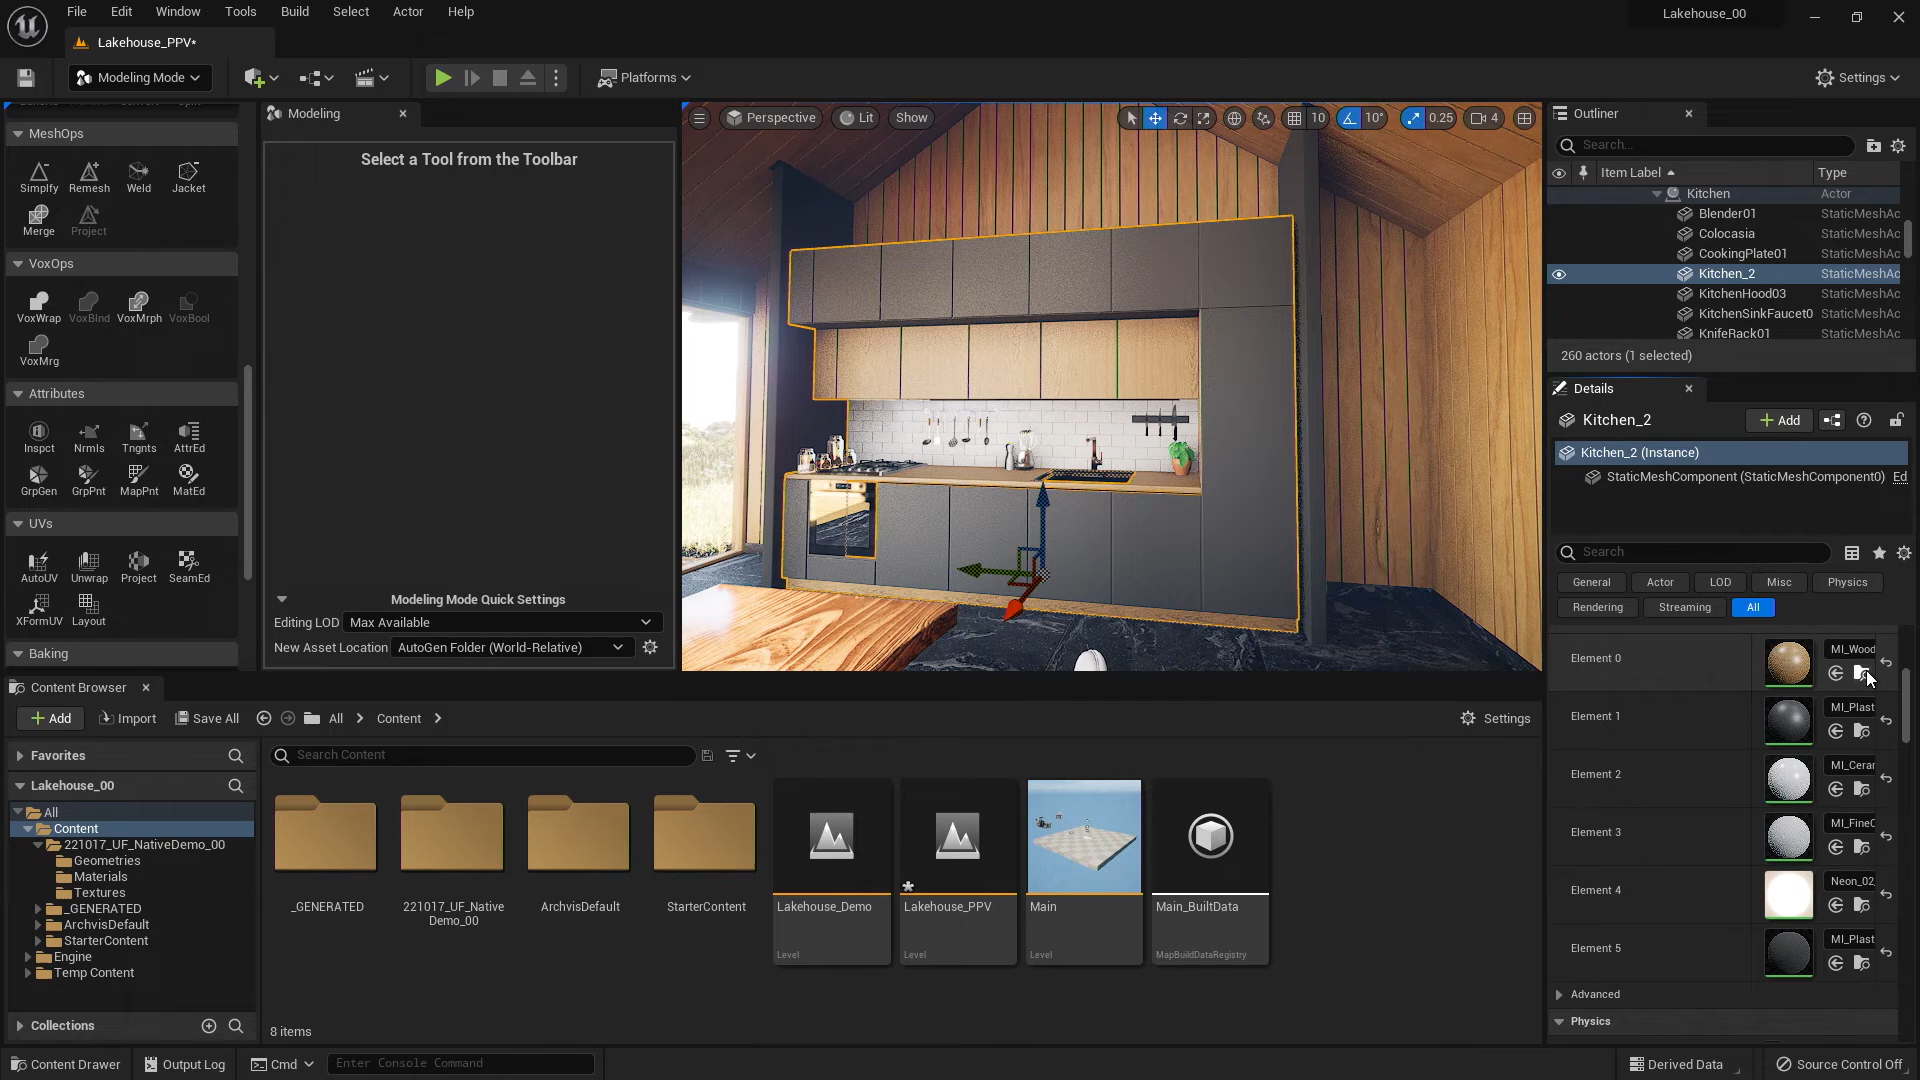 File Edit Window Tools Build Select Actor Help
Lakehouse_00
Lakehouse_PPV*
Modeling Mode
Platforms
Settings
MeshOps
Simplfy Remesh Weld Jacket
Merge Project
VoxOps
VoxWrap VoxBlnd VoxMrph VoxBool
VoxMrg
Attributes
Inspct Nrmls Tngnts AttrEd
GrpGen GrpPnt MapPnt MatEd
UVs
AutoUV Unwrap Project SeamEd
XFormUV Layout
Baking
Modeling
Select a Tool from the Toolbar
Modeling Mode Quick Settings
Editing LOD Max Available
New Asset Location AutoGen Folder (World-Relative)
Perspective Lit Show
10 10° 0.25 4
Outliner
Search...
Item Label Type
Kitchen Actor
Blender01 StaticMeshAc
Colocasia StaticMeshAc
CookingPlate01 StaticMeshAc
Kitchen_2 StaticMeshAc
KitchenHood03 StaticMeshAc
KitchenSinkFaucet0 StaticMeshAc
KnifeRack01 StaticMeshAc
260 actors (1 selected)
Details
Kitchen_2
Add
Kitchen_2 (Instance)
StaticMeshComponent (StaticMeshComponent0) Ed
Search
General Actor LOD Misc Physics
Rendering Streaming All
Element 0 MI_Wood
Element 1 MI_Plast
Element 2 MI_Ceran
Element 3 MI_FineC
Element 4 Neon_02_
Element 5 MI_Plast
Advanced
Physics
Content Browser
Add Import Save All All Content
Settings
Favorites
Lakehouse_00
All
Content
221017_UF_NativeDemo_00
Geometries
Materials
Textures
_GENERATED
ArchvisDefault
StarterContent
Engine
Temp Content
Collections
Search Content
_GENERATED
221017_UF_Native
Demo_00
ArchvisDefault
StarterContent
Lakehouse_Demo
Level
Lakehouse_PPV
Level
Main
Level
Main_BuiltData
MapBuildDataRegistry
8 items
Content Drawer Output Log Cmd Enter Console Command
Derived Data Source Control Off